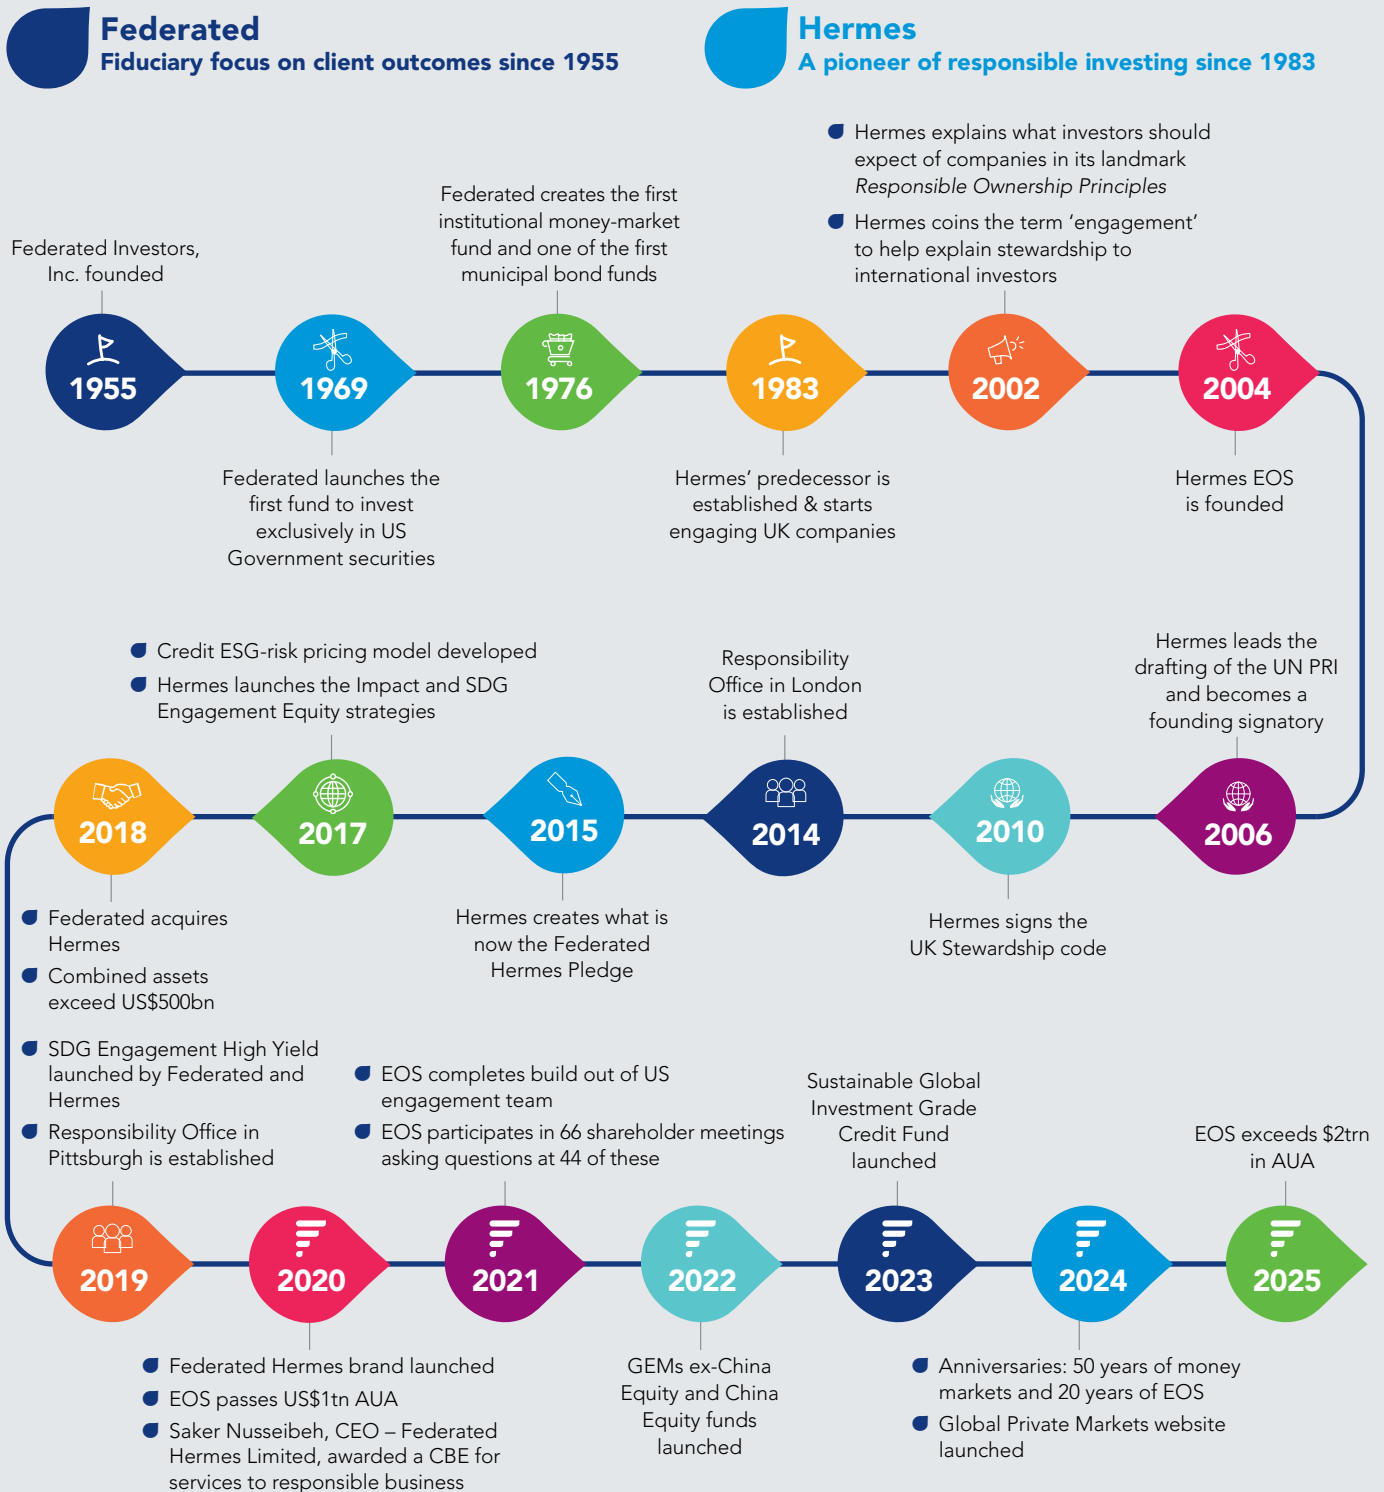 Federated
Fiduciary focus on client outcomes since 1955
Hermes
A pioneer of responsible investing since 1983
Federated Investors,
Inc. founded
1955
1969
Federated launches the
first fund to invest
exclusively in US
Government securities
Federated creates the first
institutional money-market
fund and one of the first
municipal bond funds
1976
1983
Hermes’ predecessor is
established & starts
engaging UK companies
Hermes explains what investors should
expect of companies in its landmark
Responsible Ownership Principles
Hermes coins the term ‘engagement’
to help explain stewardship to
international investors
2002
2004
Hermes EOS
is founded
Hermes leads the
drafting of the UN PRI
and becomes a
founding signatory
2006
2010
Hermes signs the
UK Stewardship code
Responsibility
Office in London
is established
2014
2015
Hermes creates what is
now the Federated
Hermes Pledge
Credit ESG-risk pricing model developed
Hermes launches the Impact and SDG
Engagement Equity strategies
2017
2018
Federated acquires
Hermes
Combined assets
exceed US$500bn
SDG Engagement High Yield
launched by Federated and
Hermes
Responsibility Office in
Pittsburgh is established
2019
2020
Federated Hermes brand launched
EOS passes US$1tn AUA
Saker Nusseibeh, CEO – Federated
Hermes Limited, awarded a CBE for
services to responsible business
EOS completes build out of US
engagement team
EOS participates in 66 shareholder meetings
asking questions at 44 of these
2021
2022
GEMs ex-China
Equity and China
Equity funds
launched
Sustainable Global
Investment Grade
Credit Fund
launched
2023
2024
Anniversaries: 50 years of money
markets and 20 years of EOS
Global Private Markets website
launched
EOS exceeds $2trn
in AUA
2025